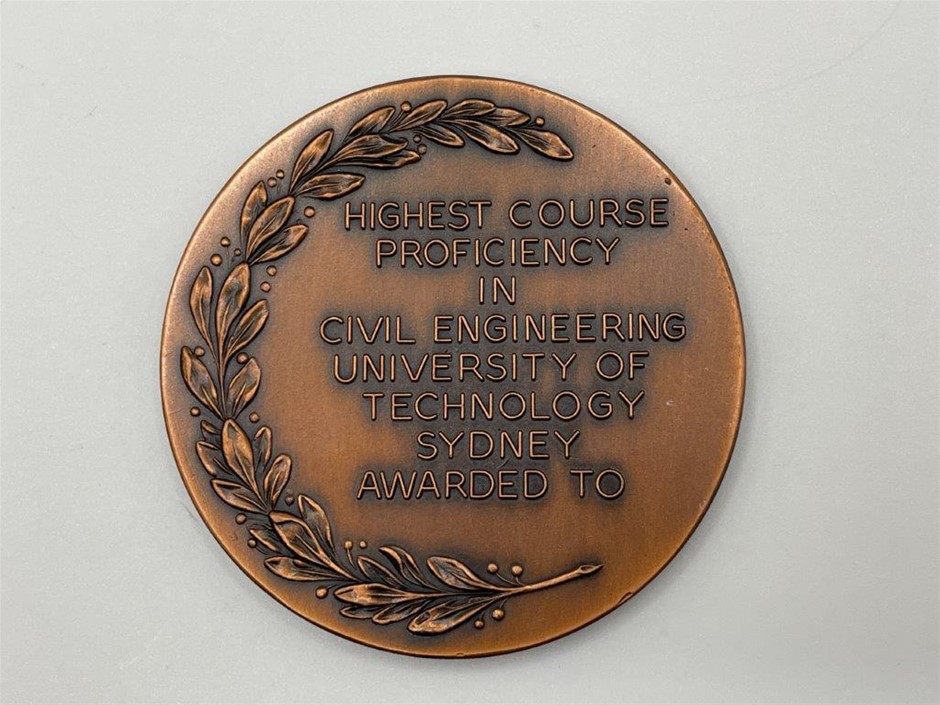 HIGHEST COURSE
PROFICIENCY
IN
CIVIL ENGINEERING
UNIVERSITY OF
TECHNOLOGY
SYDNEY
AWARDED TO